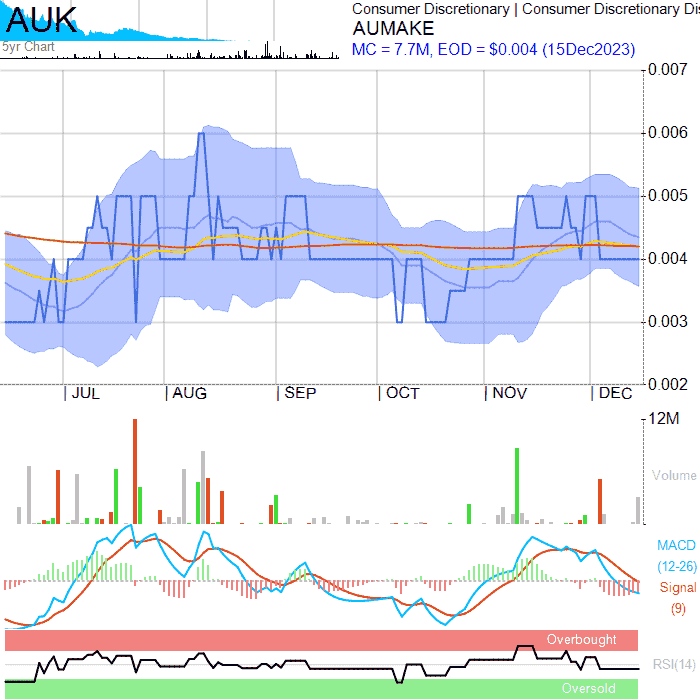 AUK
5yr Chart
Consumer Discretionary | Consumer Discretionary Dis
AUMAKE
MC = 7.7M, EOD = $0.004 (15Dec2023)
0.007
0.006
0.005
0.004
0.003
0.002
| JUL | AUG | SEP | OCT | NOV | DEC
12M
Volume
MACD
(12-26)
Signal
(9)
Overbought
RSI(14)
Oversold